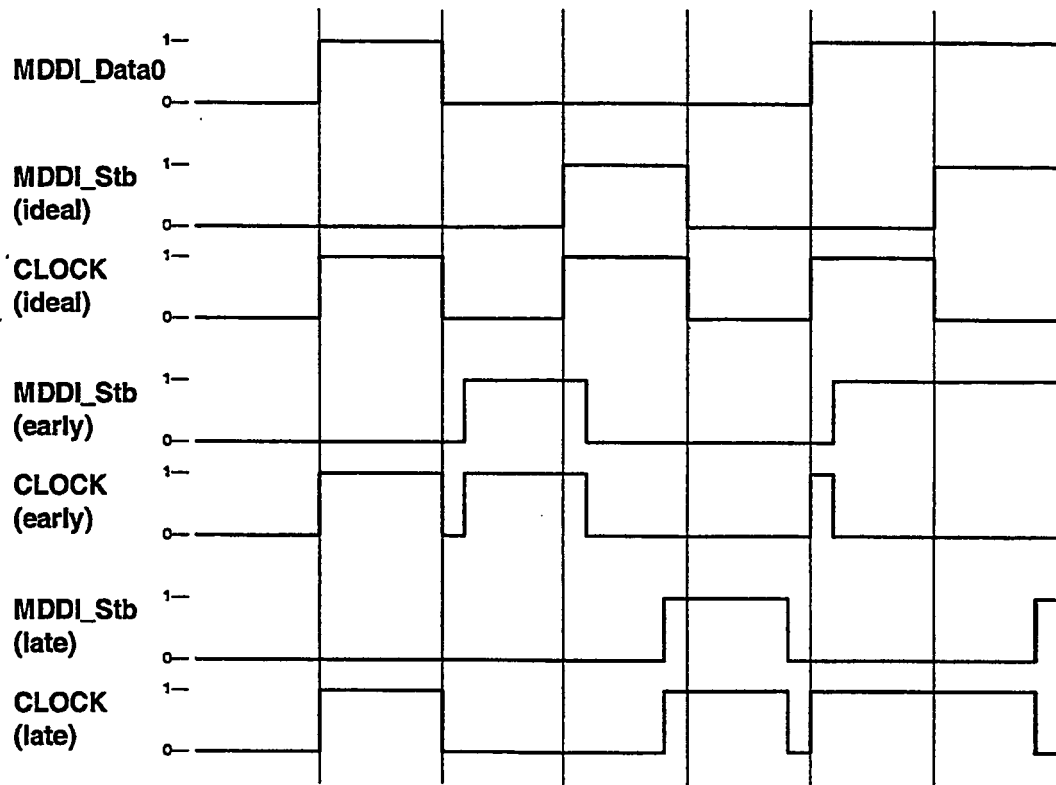 1—
MDDI_Data0
0—
1—
MDDI_Stb
(ideal)
0—
1—
CLOCK
(ideal)
0—
1—
MDDI_Stb
(early)
0—
1—
CLOCK
(early)
0—
1—
MDDI_Stb
(late)
0—
1—
CLOCK
(late)
0—